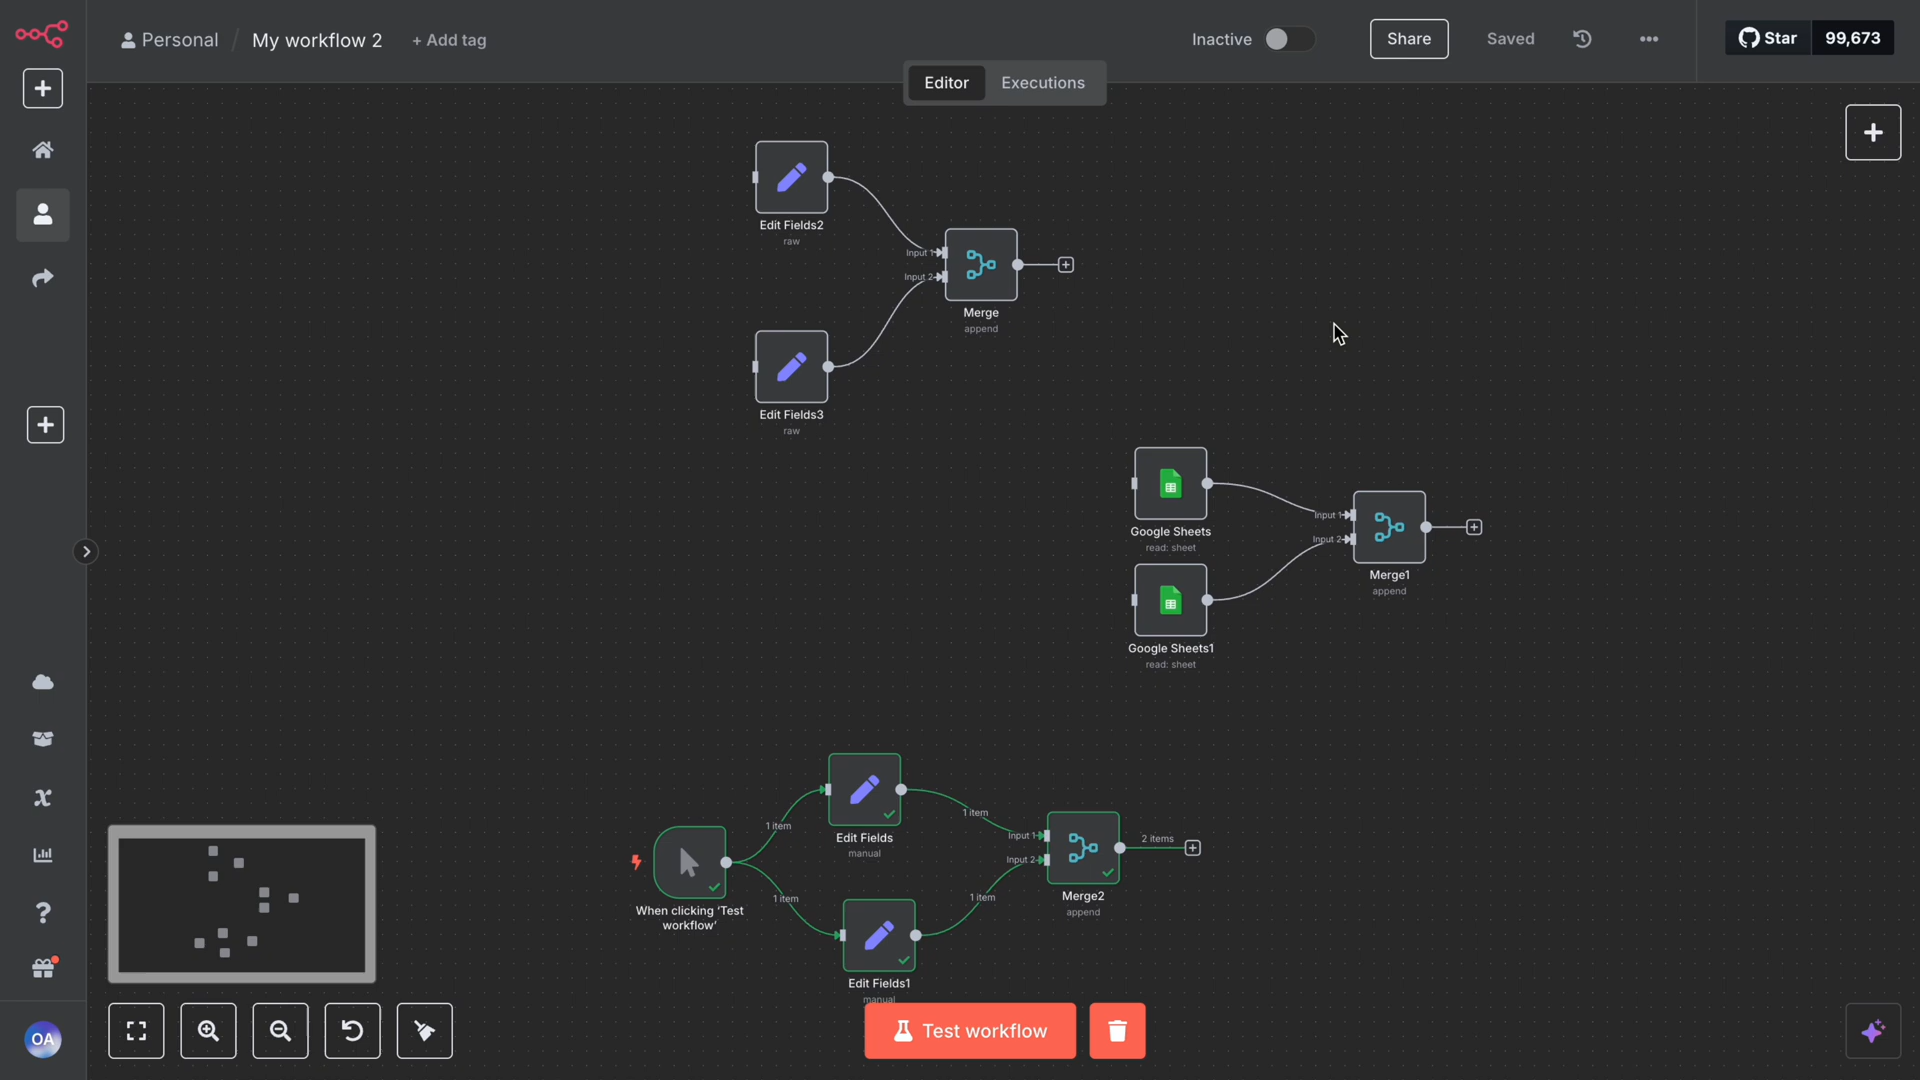 Personal / My workflow 2 + Add tag
Inactive
Share
Saved
Star 99,673
Editor Executions
Edit Fields2
raw
Input 1
Input 2
Merge
append
Edit Fields3
raw
Google Sheets
read: sheet
Input 1
Input 2
Merge1
append
Google Sheets1
read: sheet
1 item
Edit Fields
manual
1 item
Input 1
Input 2
2 items
Merge2
append
When clicking ‘Test
workflow’
1 item
1 item
Edit Fields1
manual
OA
Test workflow